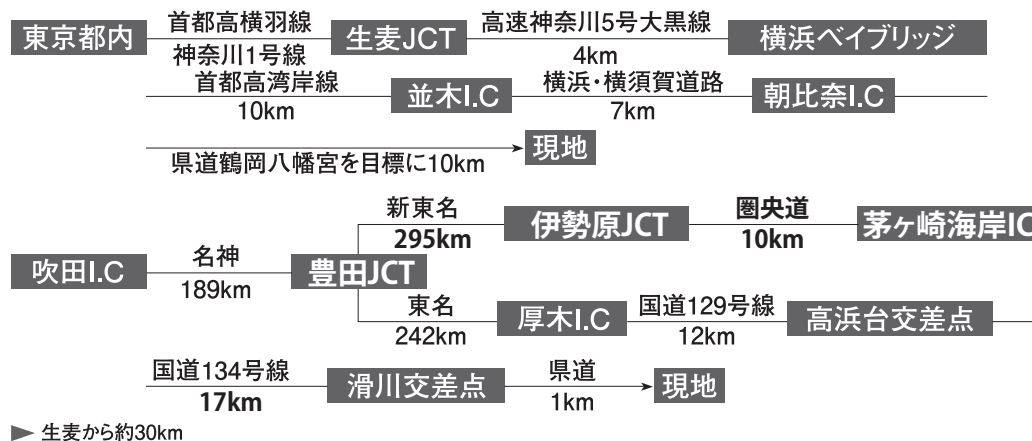 東京都内 首都高横羽線 神奈川1号線 生麦JCT 高速神奈川5号大黒線 4km 横浜ベイブリッジ
首都高湾岸線 10km 並木I.C 横浜・横須賀道路 7km 朝比奈I.C
県道鶴岡八幡宮を目標に10km 現地
新東名 295km 伊勢原JCT 圏央道 10km 茅ヶ崎海岸IC
吹田I.C 名神 189km 豊田JCT
東名 242km 厚木I.C 国道129号線 12km 高浜台交差点
国道134号線 17km 滑川交差点 県道 1km 現地
▶ 生麦から約30km